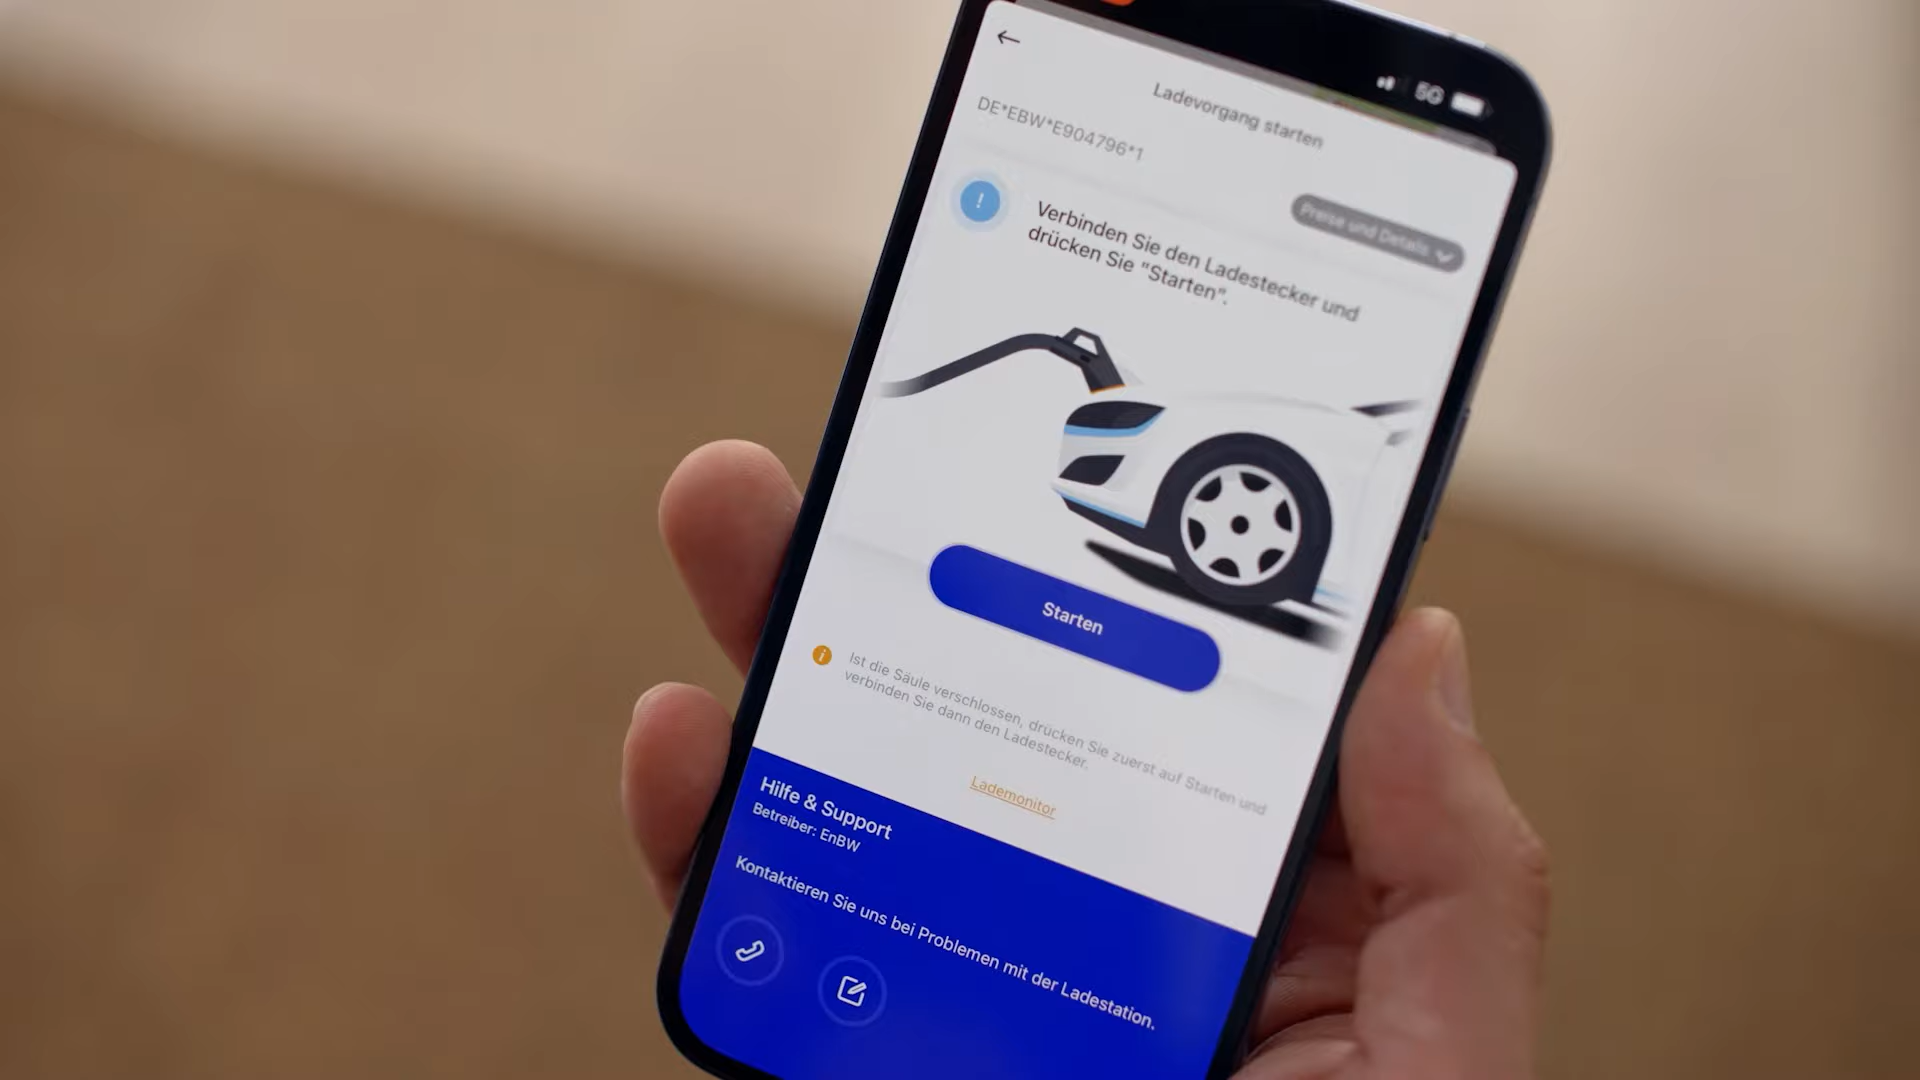 5G
Ladevorgang starten
DE*EBW*E904796*1
Preise und Details
!
Verbinden Sie den Ladestecker und
drücken Sie "Starten".
Starten
i
Ist die Säule verschlossen, drücken Sie zuerst auf Starten und
verbinden Sie dann den Ladestecker.
Lademonitor
Hilfe & Support
Betreiber: EnBW
Kontaktieren Sie uns bei Problemen mit der Ladestation.